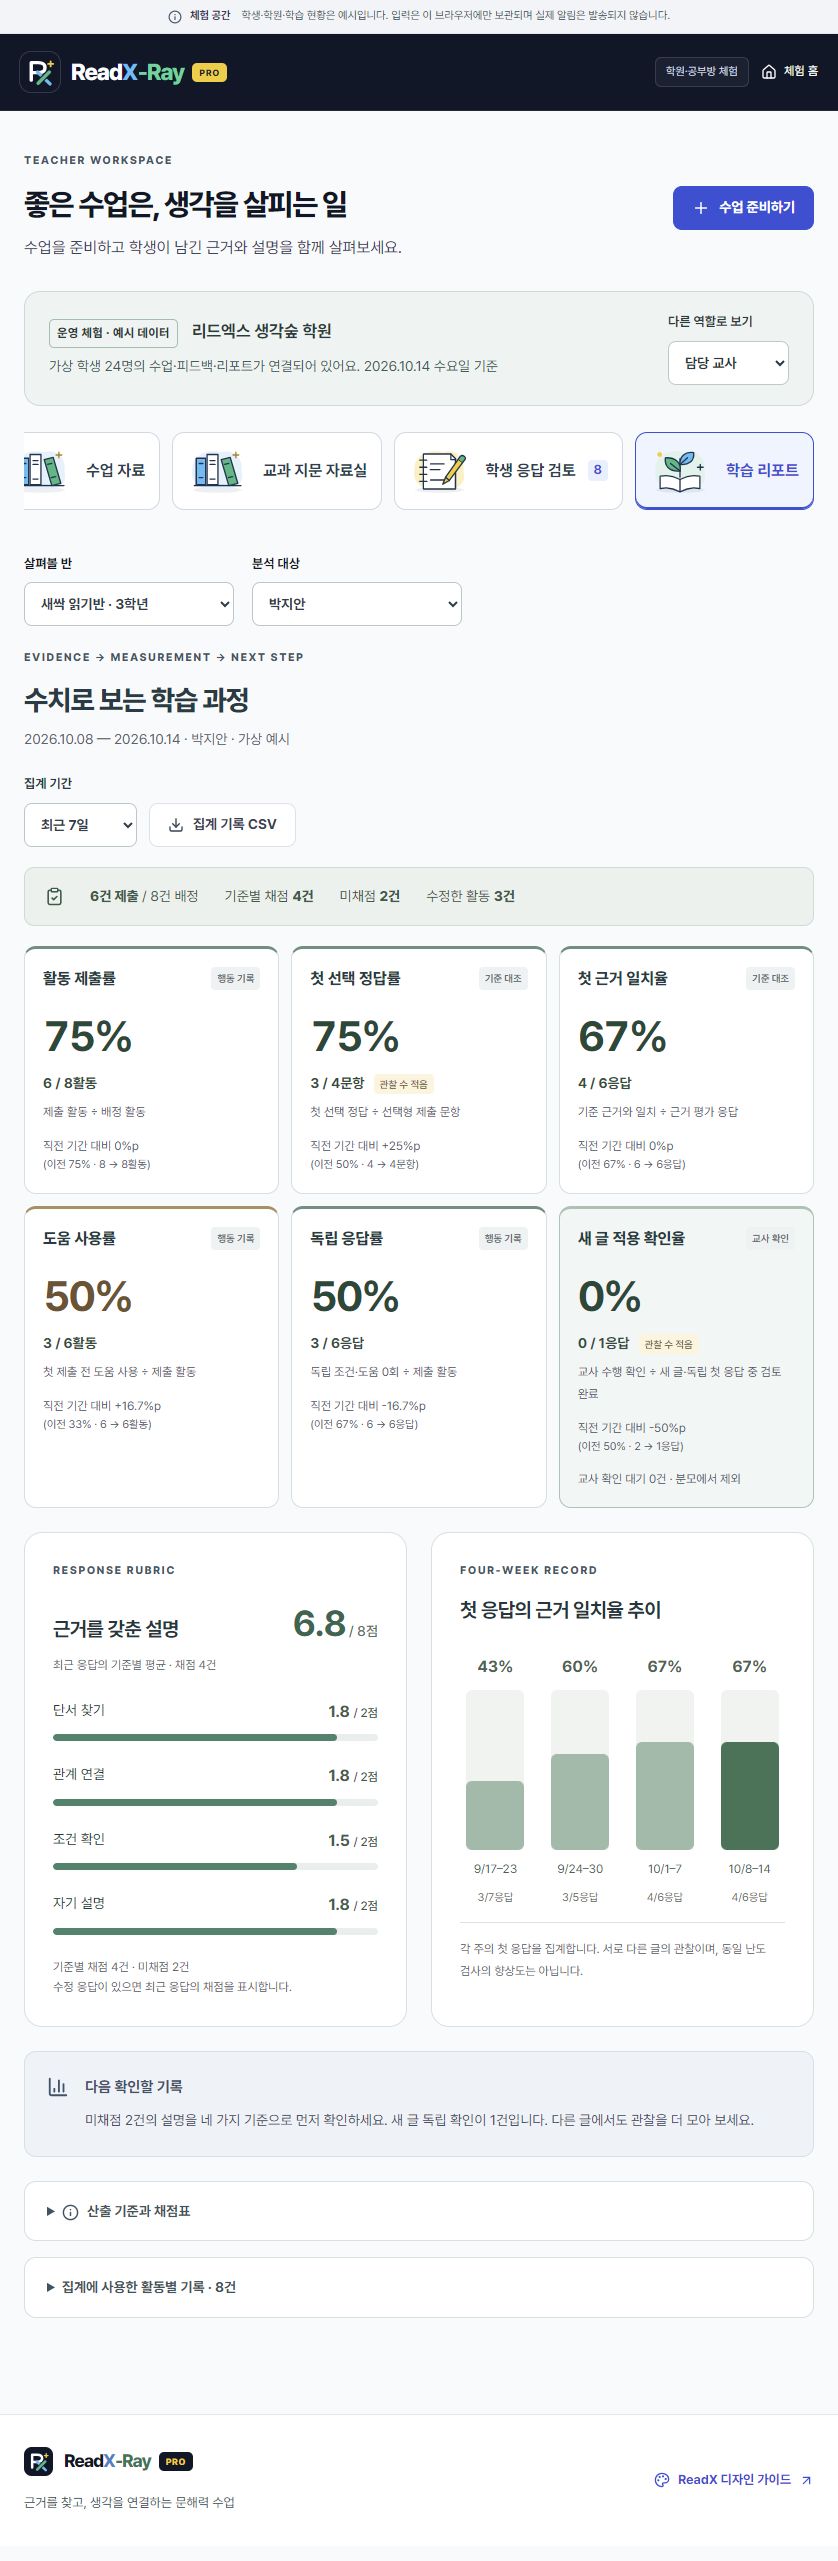 체험 공간 학생·학원·학습 현황은 예시입니다. 입력은 이 브라우저에만 보관되며 실제 알림은 발송되지 않습니다.
ReadX-Ray PRO
학원·공부방 체험 체험 홈
TEACHER WORKSPACE
좋은 수업은, 생각을 살피는 일
수업 준비하기
수업을 준비하고 학생이 남긴 근거와 설명을 함께 살펴보세요.
운영 체험 · 예시 데이터 리드엑스 생각숲 학원
가상 학생 24명의 수업·피드백·리포트가 연결되어 있어요. 2026.10.14 수요일 기준
다른 역할로 보기
담당 교사
수업 자료
교과 지문 자료실
학생 응답 검토 8
학습 리포트
살펴볼 반
새싹 읽기반 · 3학년
분석 대상
박지안
EVIDENCE → MEASUREMENT → NEXT STEP
수치로 보는 학습 과정
2026.10.08 — 2026.10.14 · 박지안 · 가상 예시
집계 기간
최근 7일
집계 기록 CSV
6건 제출 / 8건 배정 기준별 채점 4건 미채점 2건 수정한 활동 3건
활동 제출률 행동 기록
75%
6 / 8활동
제출 활동 ÷ 배정 활동
직전 기간 대비 0%p
(이전 75% · 8 → 8활동)
첫 선택 정답률 기준 대조
75%
3 / 4문항 관찰 수 적음
첫 선택 정답 ÷ 선택형 제출 문항
직전 기간 대비 +25%p
(이전 50% · 4 → 4문항)
첫 근거 일치율 기준 대조
67%
4 / 6응답
기준 근거와 일치 ÷ 근거 평가 응답
직전 기간 대비 0%p
(이전 67% · 6 → 6응답)
도움 사용률 행동 기록
50%
3 / 6활동
첫 제출 전 도움 사용 ÷ 제출 활동
직전 기간 대비 +16.7%p
(이전 33% · 6 → 6활동)
독립 응답률 행동 기록
50%
3 / 6응답
독립 조건·도움 0회 ÷ 제출 활동
직전 기간 대비 -16.7%p
(이전 67% · 6 → 6응답)
새 글 적용 확인율 교사 확인
0%
0 / 1응답 관찰 수 적음
교사 수행 확인 ÷ 새 글·독립 첫 응답 중 검토
완료
직전 기간 대비 -50%p
(이전 50% · 2 → 1응답)
교사 확인 대기 0건 · 분모에서 제외
RESPONSE RUBRIC
근거를 갖춘 설명 6.8 / 8점
최근 응답의 기준별 평균 · 채점 4건
단서 찾기 1.8 / 2점
관계 연결 1.8 / 2점
조건 확인 1.5 / 2점
자기 설명 1.8 / 2점
기준별 채점 4건 · 미채점 2건
수정 응답이 있으면 최근 응답의 채점을 표시합니다.
FOUR-WEEK RECORD
첫 응답의 근거 일치율 추이
43% 60% 67% 67%
9/17–23 9/24–30 10/1–7 10/8–14
3/7응답 3/5응답 4/6응답 4/6응답
각 주의 첫 응답을 집계합니다. 서로 다른 글의 관찰이며, 동일 난도
검사의 향상도는 아닙니다.
다음 확인할 기록
미채점 2건의 설명을 네 가지 기준으로 먼저 확인하세요. 새 글 독립 확인이 1건입니다. 다른 글에서도 관찰을 더 모아 보세요.
산출 기준과 채점표
집계에 사용한 활동별 기록 · 8건
ReadX-Ray PRO
근거를 찾고, 생각을 연결하는 문해력 수업
ReadX 디자인 가이드